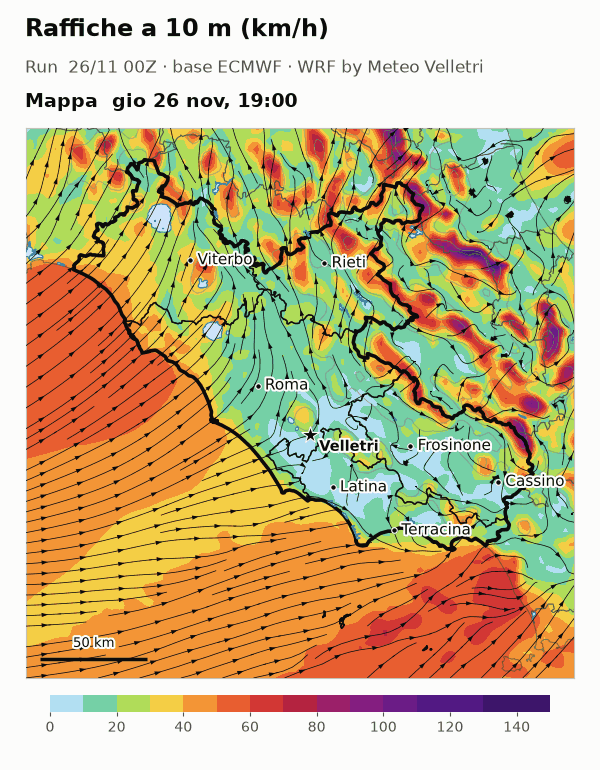 Raffiche a 10 m (km/h)
Run  26/11 00Z · base ECMWF · WRF by Meteo Velletri
Mappa  gio 26 nov, 19:00
Viterbo
Rieti
Roma
Velletri
Frosinone
Cassino
Latina
Terracina
50 km
0 20 40 60 80 100 120 140